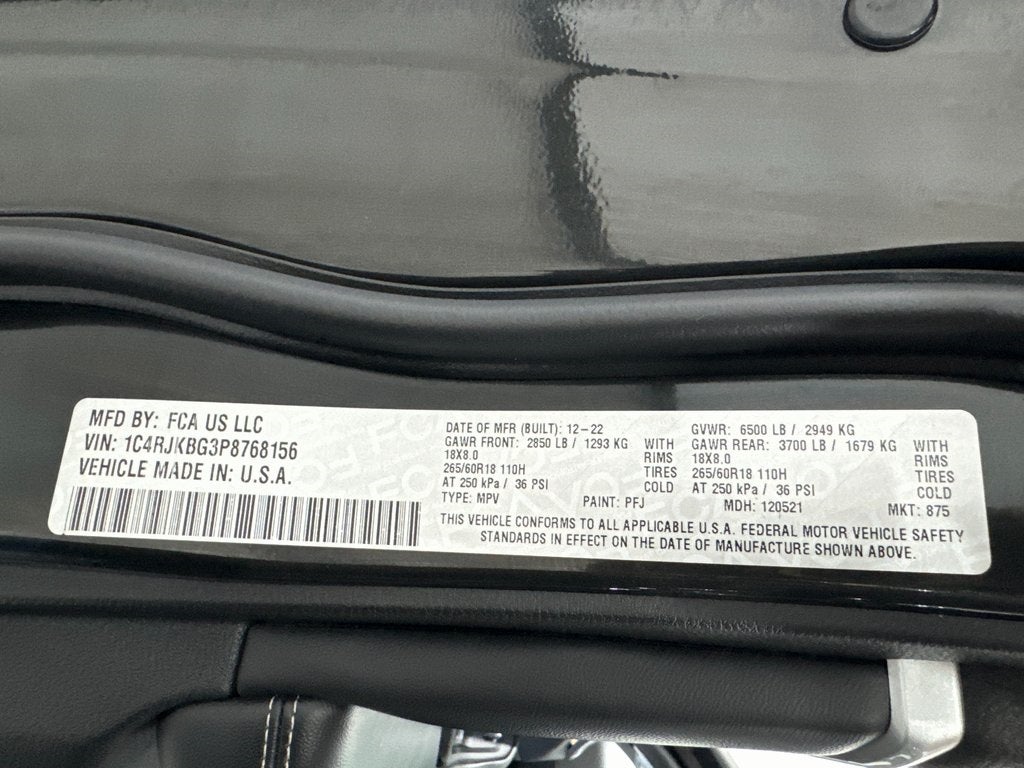 MFD BY: FCA US LLC
VIN: 1C4RJKBG3P8768156
VEHICLE MADE IN: U.S.A.
DATE OF MFR (BUILT): 12-22 GVWR: 6500 LB / 2949 KG
GAWR FRONT: 2850 LB / 1293 KG WITH GAWR REAR: 3700 LB / 1679 KG WITH
18X8.0 RIMS 18X8.0 RIMS
265/60R18 110H TIRES 265/60R18 110H TIRES
AT 250 kPa / 36 PSI COLD AT 250 kPa / 36 PSI COLD
TYPE: MPV PAINT: PFJ MDH: 120521 MKT: 875
THIS VEHICLE CONFORMS TO ALL APPLICABLE U.S.A. FEDERAL MOTOR VEHICLE SAFETY
STANDARDS IN EFFECT ON THE DATE OF MANUFACTURE SHOWN ABOVE.